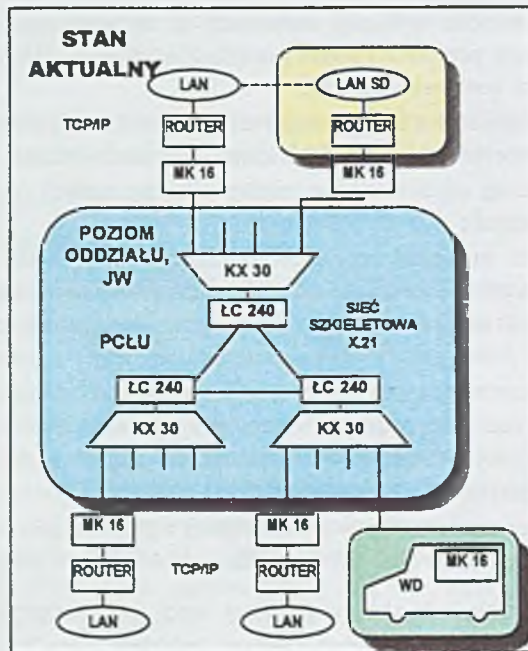 STAN
AKTUALNY
LAN
LAN SD
TCP/IP
ROUTER
ROUTER
MK 16
MK 16
POZIOM
ODDZIAŁU,
JW
KX 30
ŁC 240
SIEĆ
SZKIELETOWA
X.21
PCŁU
ŁC 240
ŁC 240
KX 30
KX 30
MK 16
MK 16
ROUTER
TCP/IP
ROUTER
MK 16
WD
LAN
LAN